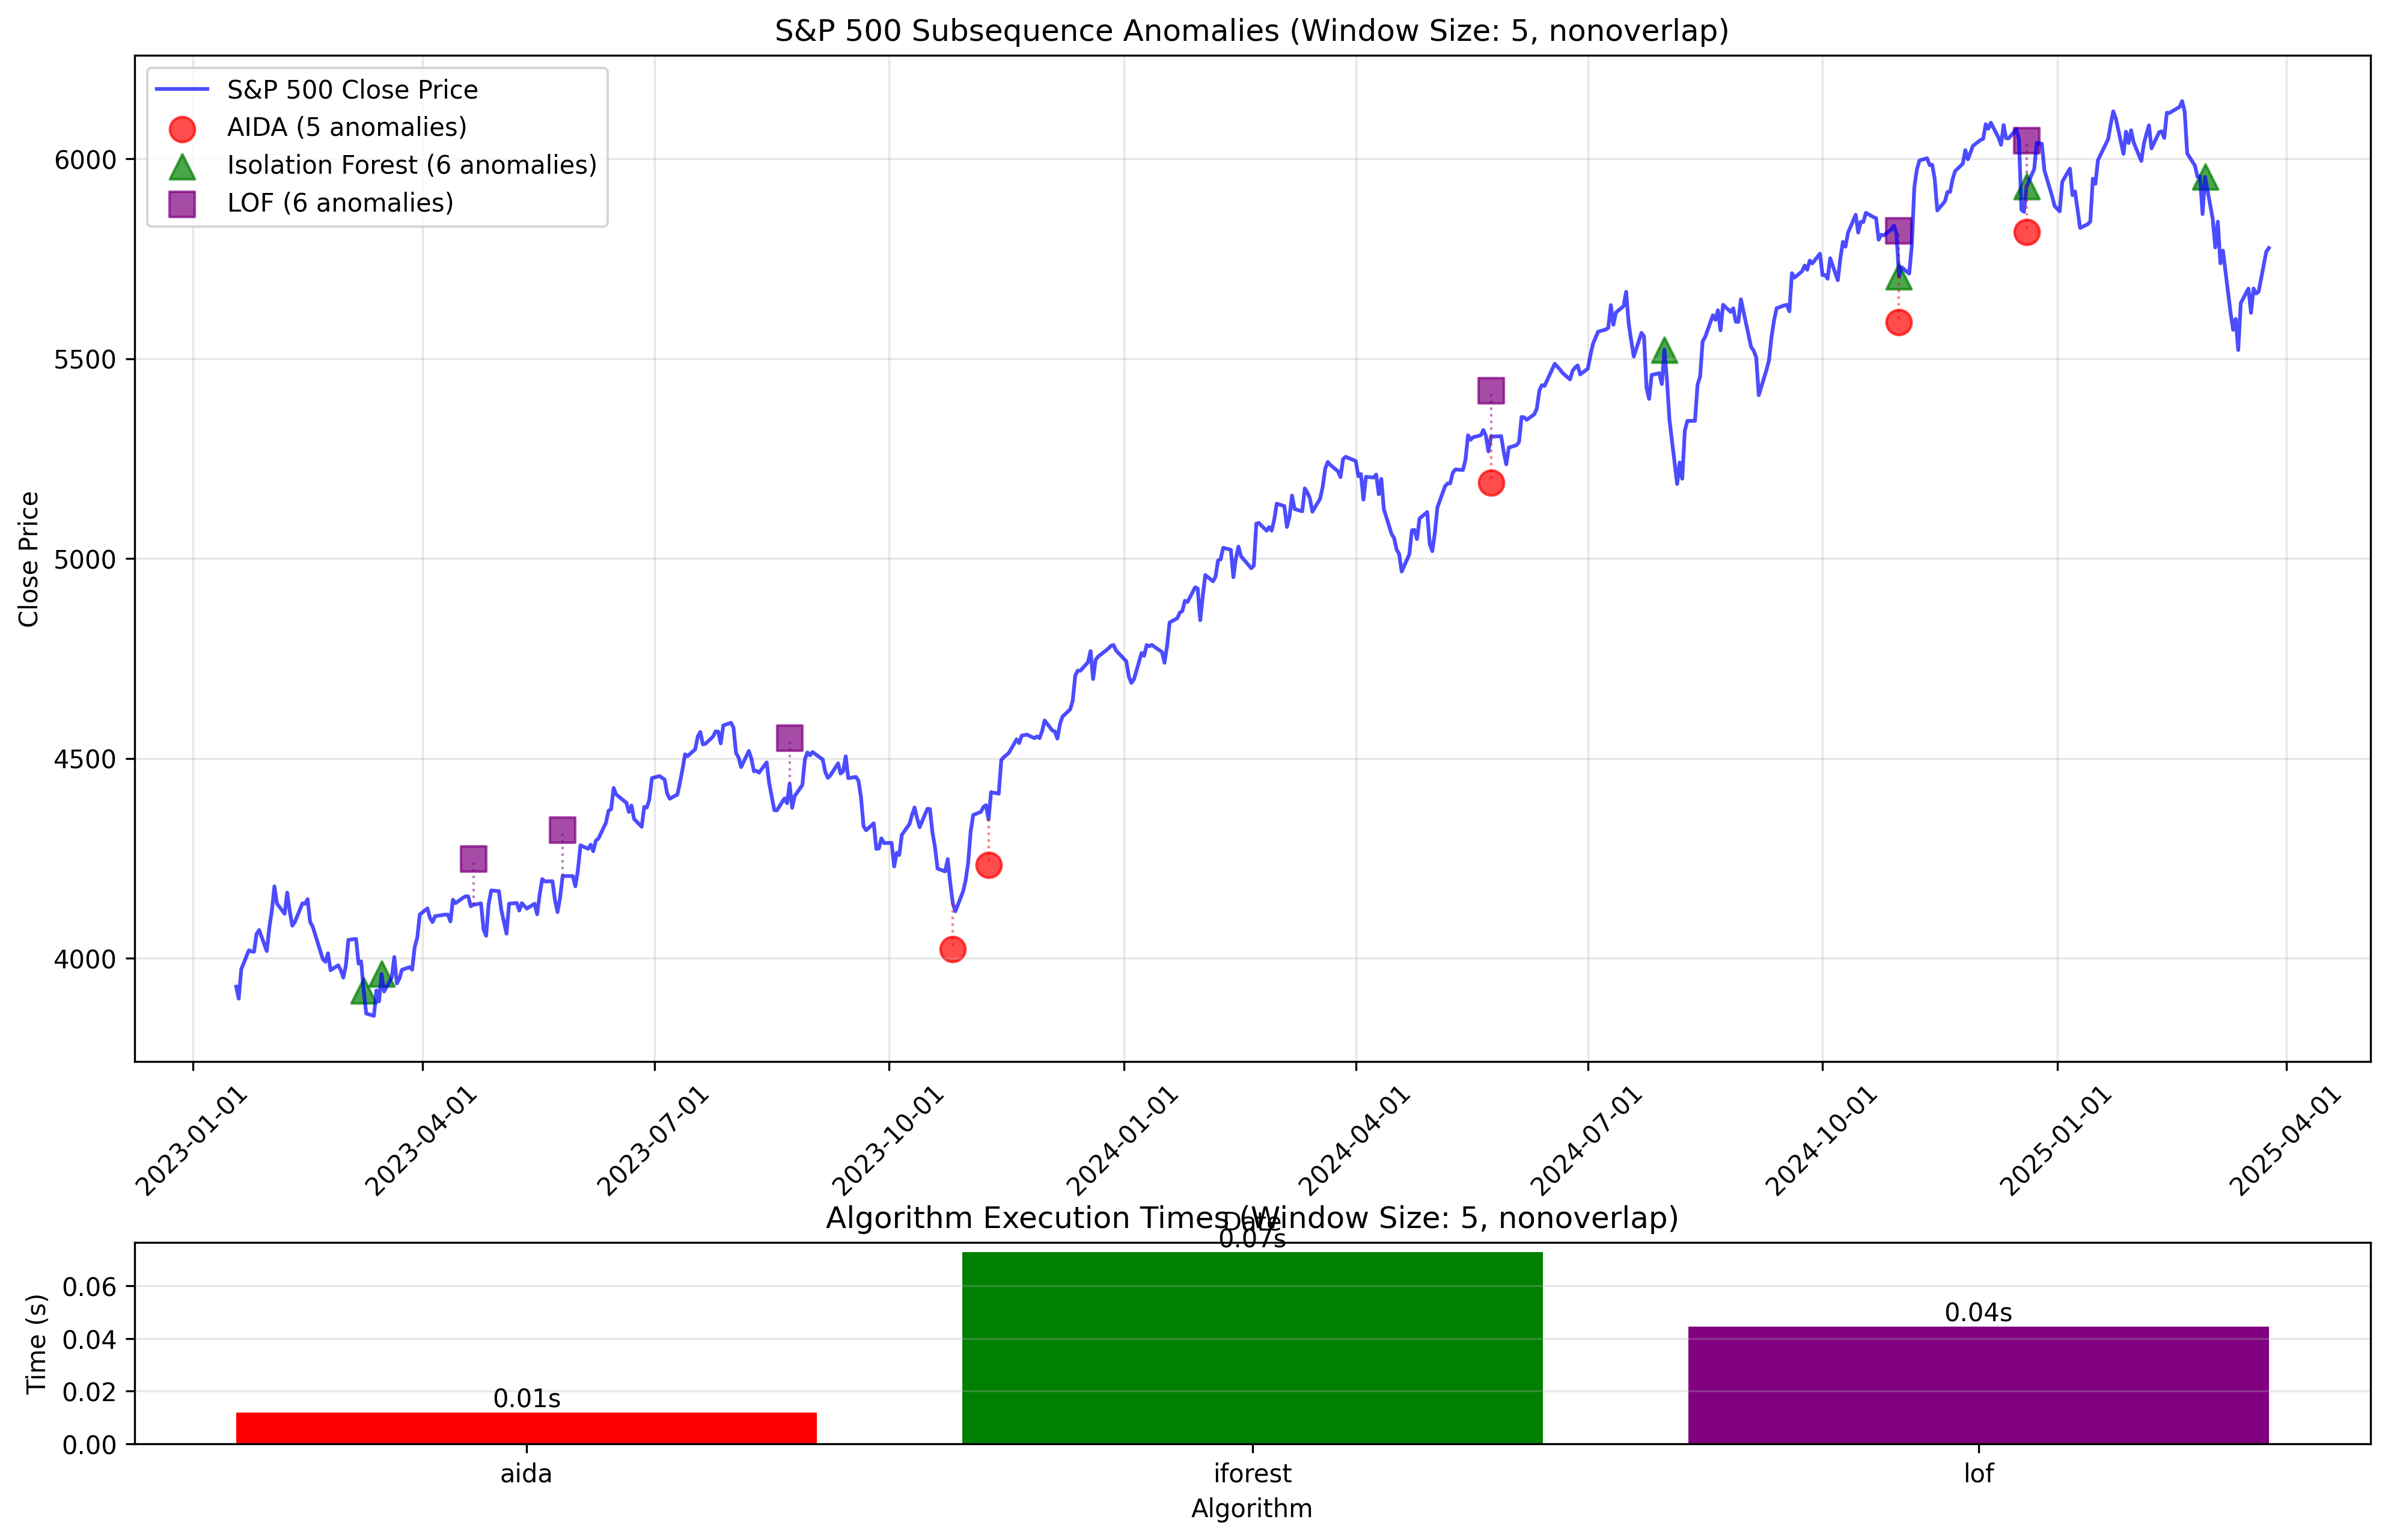 S&P 500 Subsequence Anomalies (Window Size: 5, nonoverlap)
S&P 500 Close Price
AIDA (5 anomalies)
Isolation Forest (6 anomalies)
LOF (6 anomalies)
Close Price
6000
5500
5000
4500
4000
2023-01-01
2023-04-01
2023-07-01
2023-10-01
2024-01-01
2024-04-01
2024-07-01
2024-10-01
2025-01-01
2025-04-01
Date
Algorithm Execution Times (Window Size: 5, nonoverlap)
Time (s)
0.06
0.04
0.02
0.00
0.01s
0.07s
0.04s
aida
iforest
lof
Algorithm